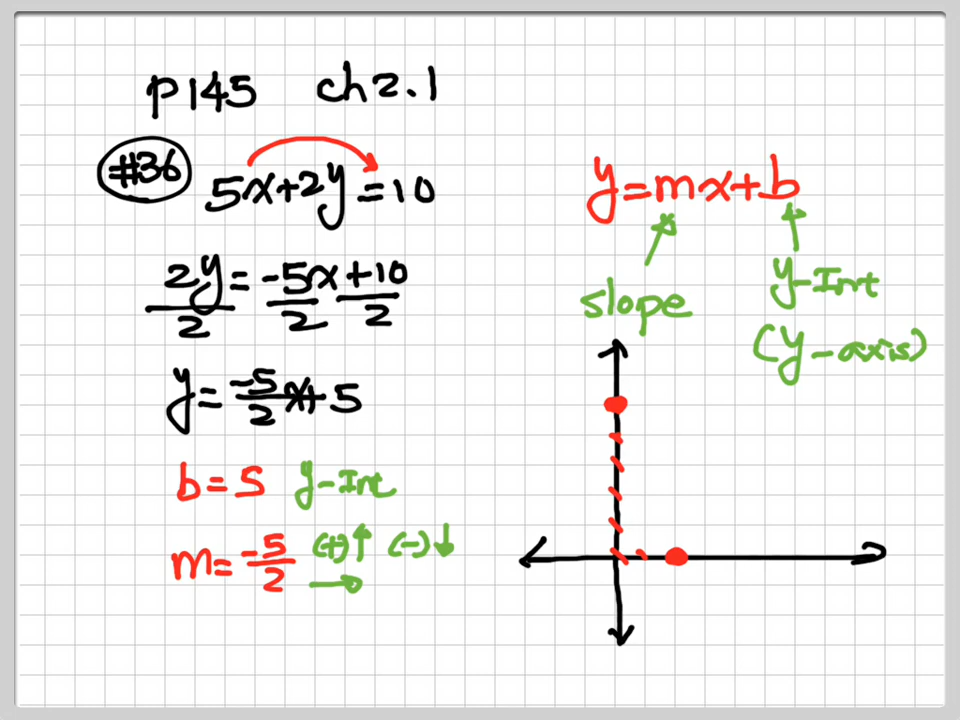 p145 ch2.1
#36 5x+2y=10
2y = -5x +10
2 2 2
y = -5/2 x + 5
b = 5 y-Int
m = -5/2 (+)↑ (-)↓
→
y=mx+b
slope
y-Int
(y-axis)